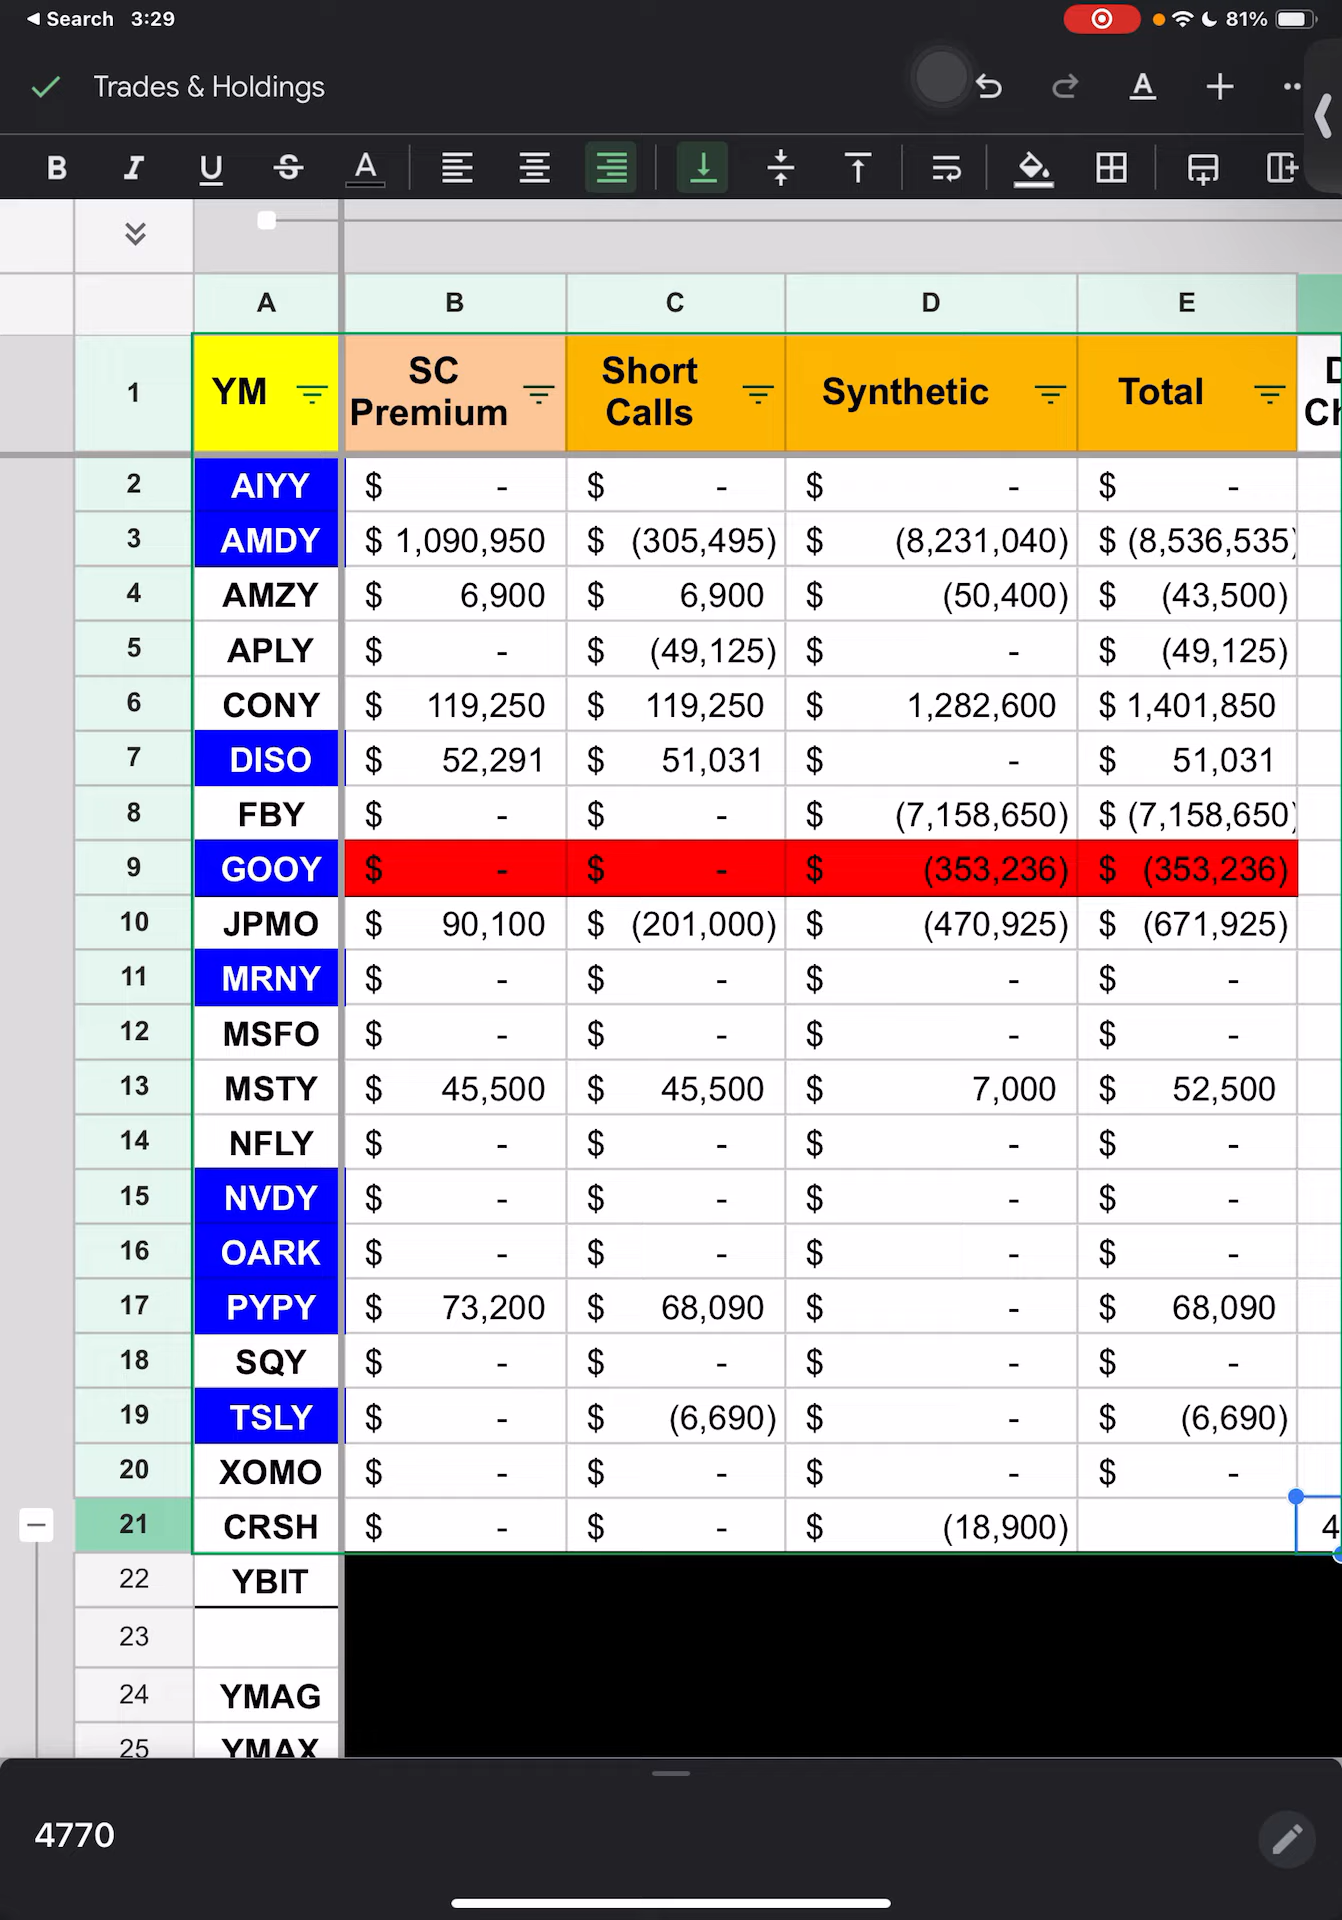 Search 3:29 81%
Trades & Holdings
B I U S A
A B C D E
1 YM SC Premium Short Calls Synthetic Total
2 AIYY $ - $ - $ - $ -
3 AMDY $ 1,090,950 $ (305,495) $ (8,231,040) $ (8,536,535)
4 AMZY $ 6,900 $ 6,900 $ (50,400) $ (43,500)
5 APLY $ - $ (49,125) $ - $ (49,125)
6 CONY $ 119,250 $ 119,250 $ 1,282,600 $ 1,401,850
7 DISO $ 52,291 $ 51,031 $ - $ 51,031
8 FBY $ - $ - $ (7,158,650) $ (7,158,650)
9 GOOY $ - $ - $ (353,236) $ (353,236)
10 JPMO $ 90,100 $ (201,000) $ (470,925) $ (671,925)
11 MRNY $ - $ - $ - $ -
12 MSFO $ - $ - $ - $ -
13 MSTY $ 45,500 $ 45,500 $ 7,000 $ 52,500
14 NFLY $ - $ - $ - $ -
15 NVDY $ - $ - $ - $ -
16 OARK $ - $ - $ - $ -
17 PYPY $ 73,200 $ 68,090 $ - $ 68,090
18 SQY $ - $ - $ - $ -
19 TSLY $ - $ (6,690) $ - $ (6,690)
20 XOMO $ - $ - $ - $ -
21 CRSH $ - $ - $ (18,900) 4
22 YBIT
23
24 YMAG
25 YMAX
4770